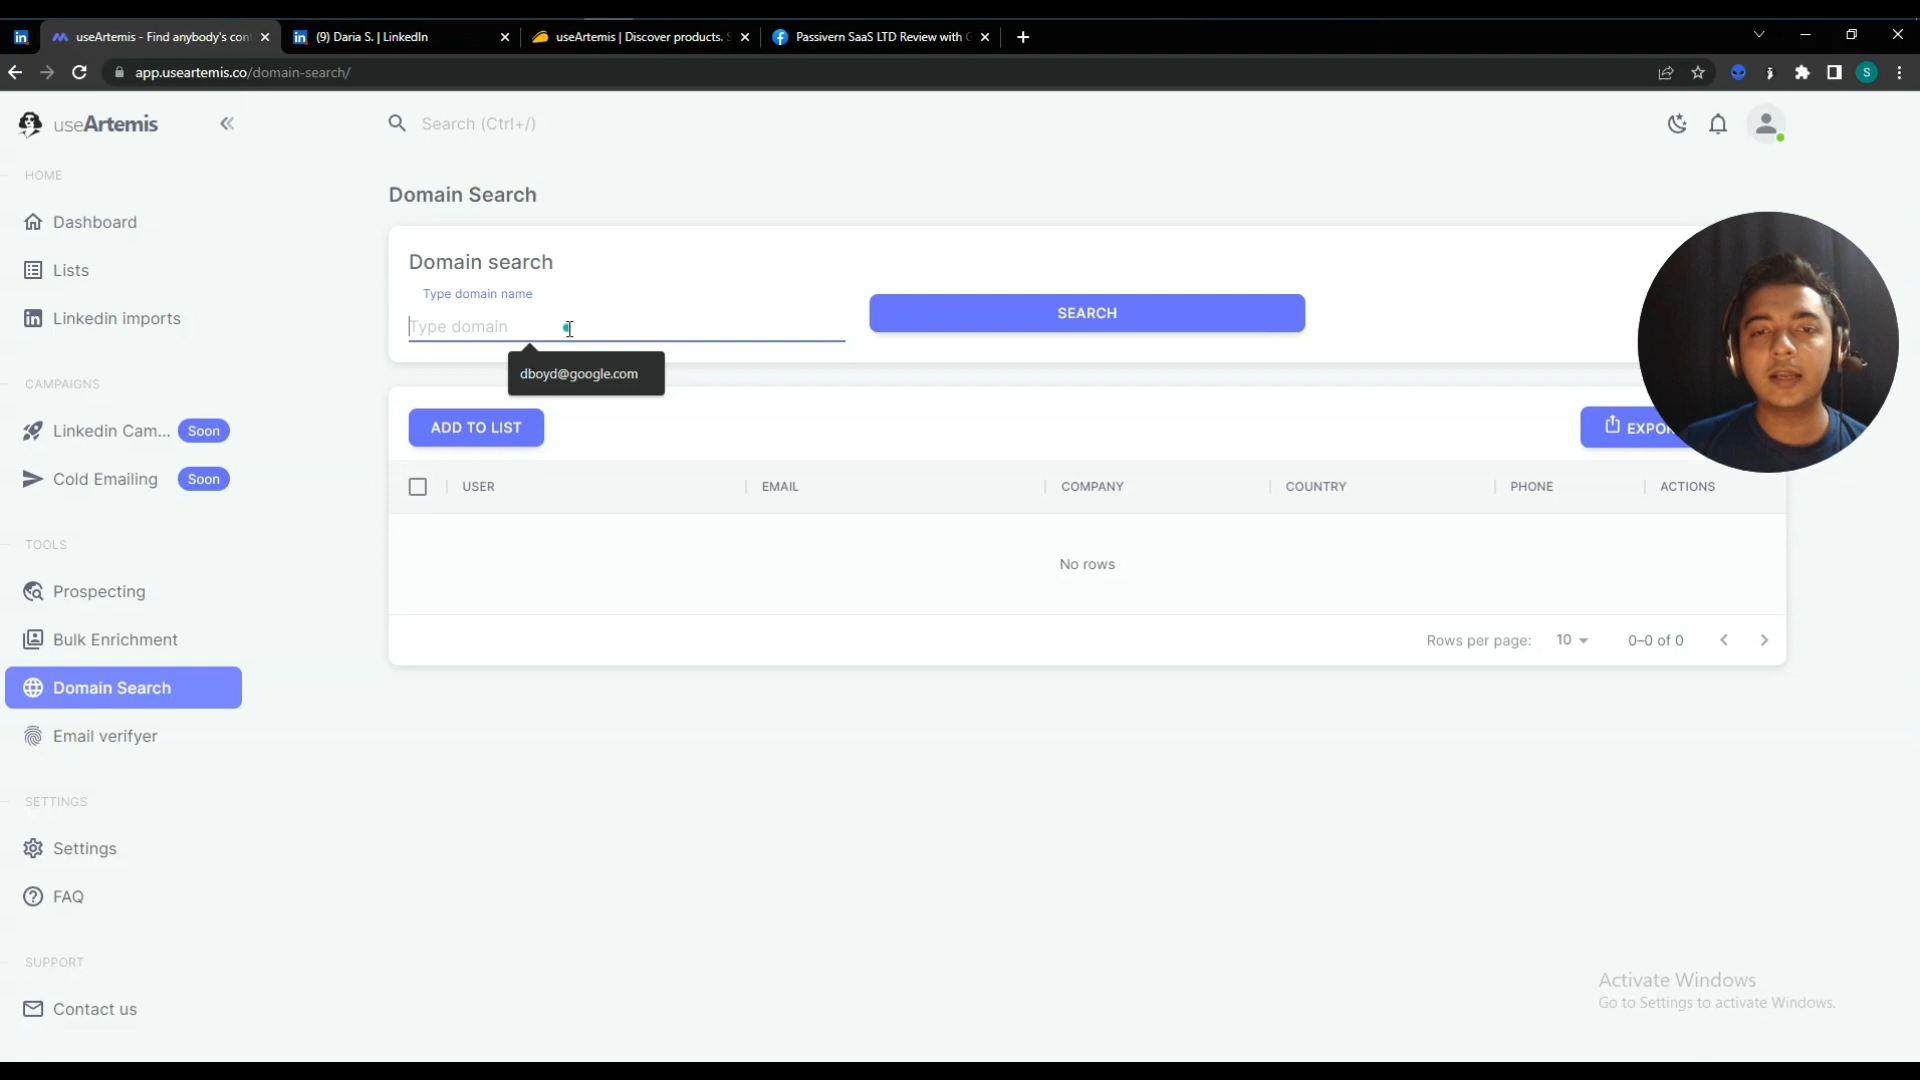 useArtemis - Find anybody's con
(9) Daria S. | LinkedIn
useArtemis | Discover products. S
Passivern SaaS LTD Review with
app.useartemis.co/domain-search/
S
useArtemis
Search (Ctrl+/)
HOME
Dashboard
Lists
Linkedin imports
CAMPAIGNS
Linkedin Cam... Soon
Cold Emailing Soon
TOOLS
Prospecting
Bulk Enrichment
Domain Search
Email verifyer
SETTINGS
Settings
FAQ
SUPPORT
Contact us
Domain Search
Domain search
Type domain name
Type domain
SEARCH
dboyd@google.com
ADD TO LIST
EXPOR
USER EMAIL COMPANY COUNTRY PHONE ACTIONS
No rows
Rows per page: 10 0–0 of 0
Activate Windows
Go to Settings to activate Windows.